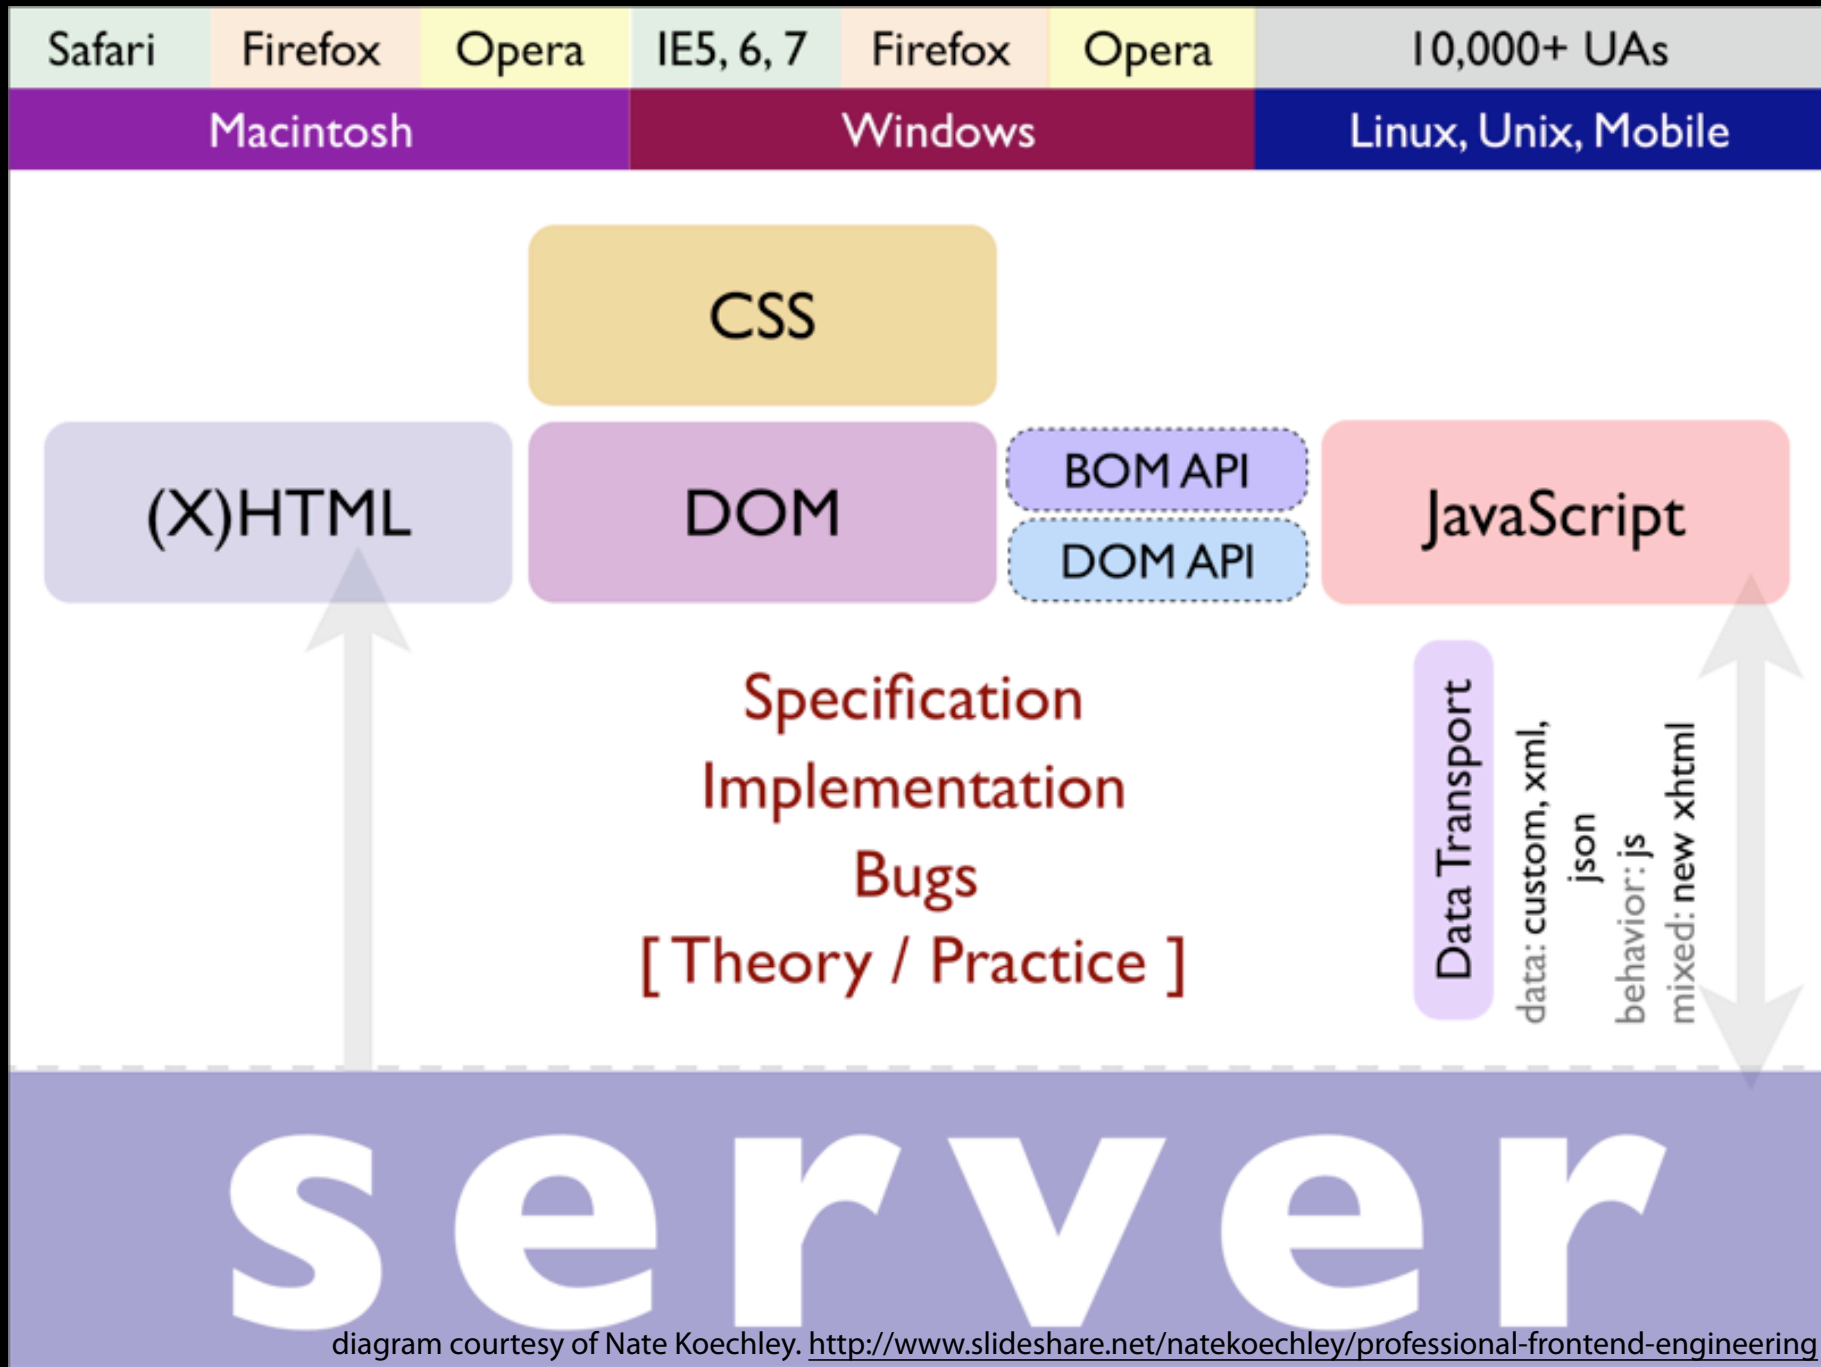 Safari Firefox Opera IE5, 6, 7 Firefox Opera 10,000+ UAs
Macintosh Windows Linux, Unix, Mobile
CSS
(X)HTML DOM BOM API JavaScript
DOM API
Specification
Implementation
Bugs
[ Theory / Practice ]
Data Transport
data: custom, xml,
json
behavior: js
mixed: new xhtml
server
diagram courtesy of Nate Koechley. http://www.slideshare.net/natekoechley/professional-frontend-engineering